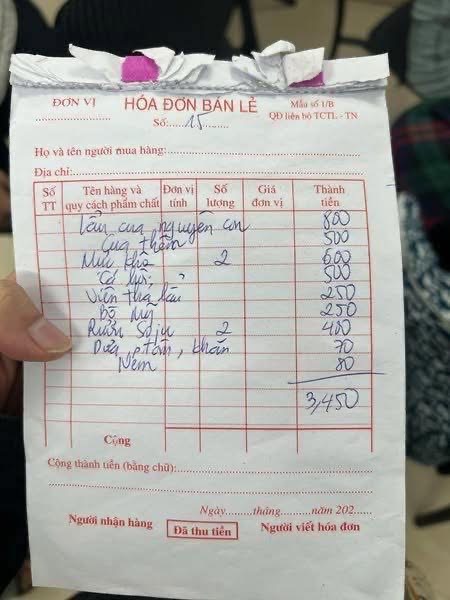 ĐƠN VỊ
HÓA ĐƠN BÁN LẺ
Mẫu số 1/B
QĐ liên bộ TCTL - TN
Số:.....15.......
Họ và tên người mua hàng:
Địa chỉ:
Số TT Tên hàng và quy cách phẩm chất Đơn vị tính Số lượng Giá đơn vị Thành tiền
Lẩu cua nguyên con 800
Cua thêm 500
Mực khô 2 600
500
Viên thả lẩu 250
Bò Mỹ 250
Rượu Soju 2 400
Dưa, khăn 70
Nem 80
3,450
Cộng
Cộng thành tiền (bằng chữ):
Ngày.........tháng..........năm 202.....
Người nhận hàng
Đã thu tiền
Người viết hóa đơn